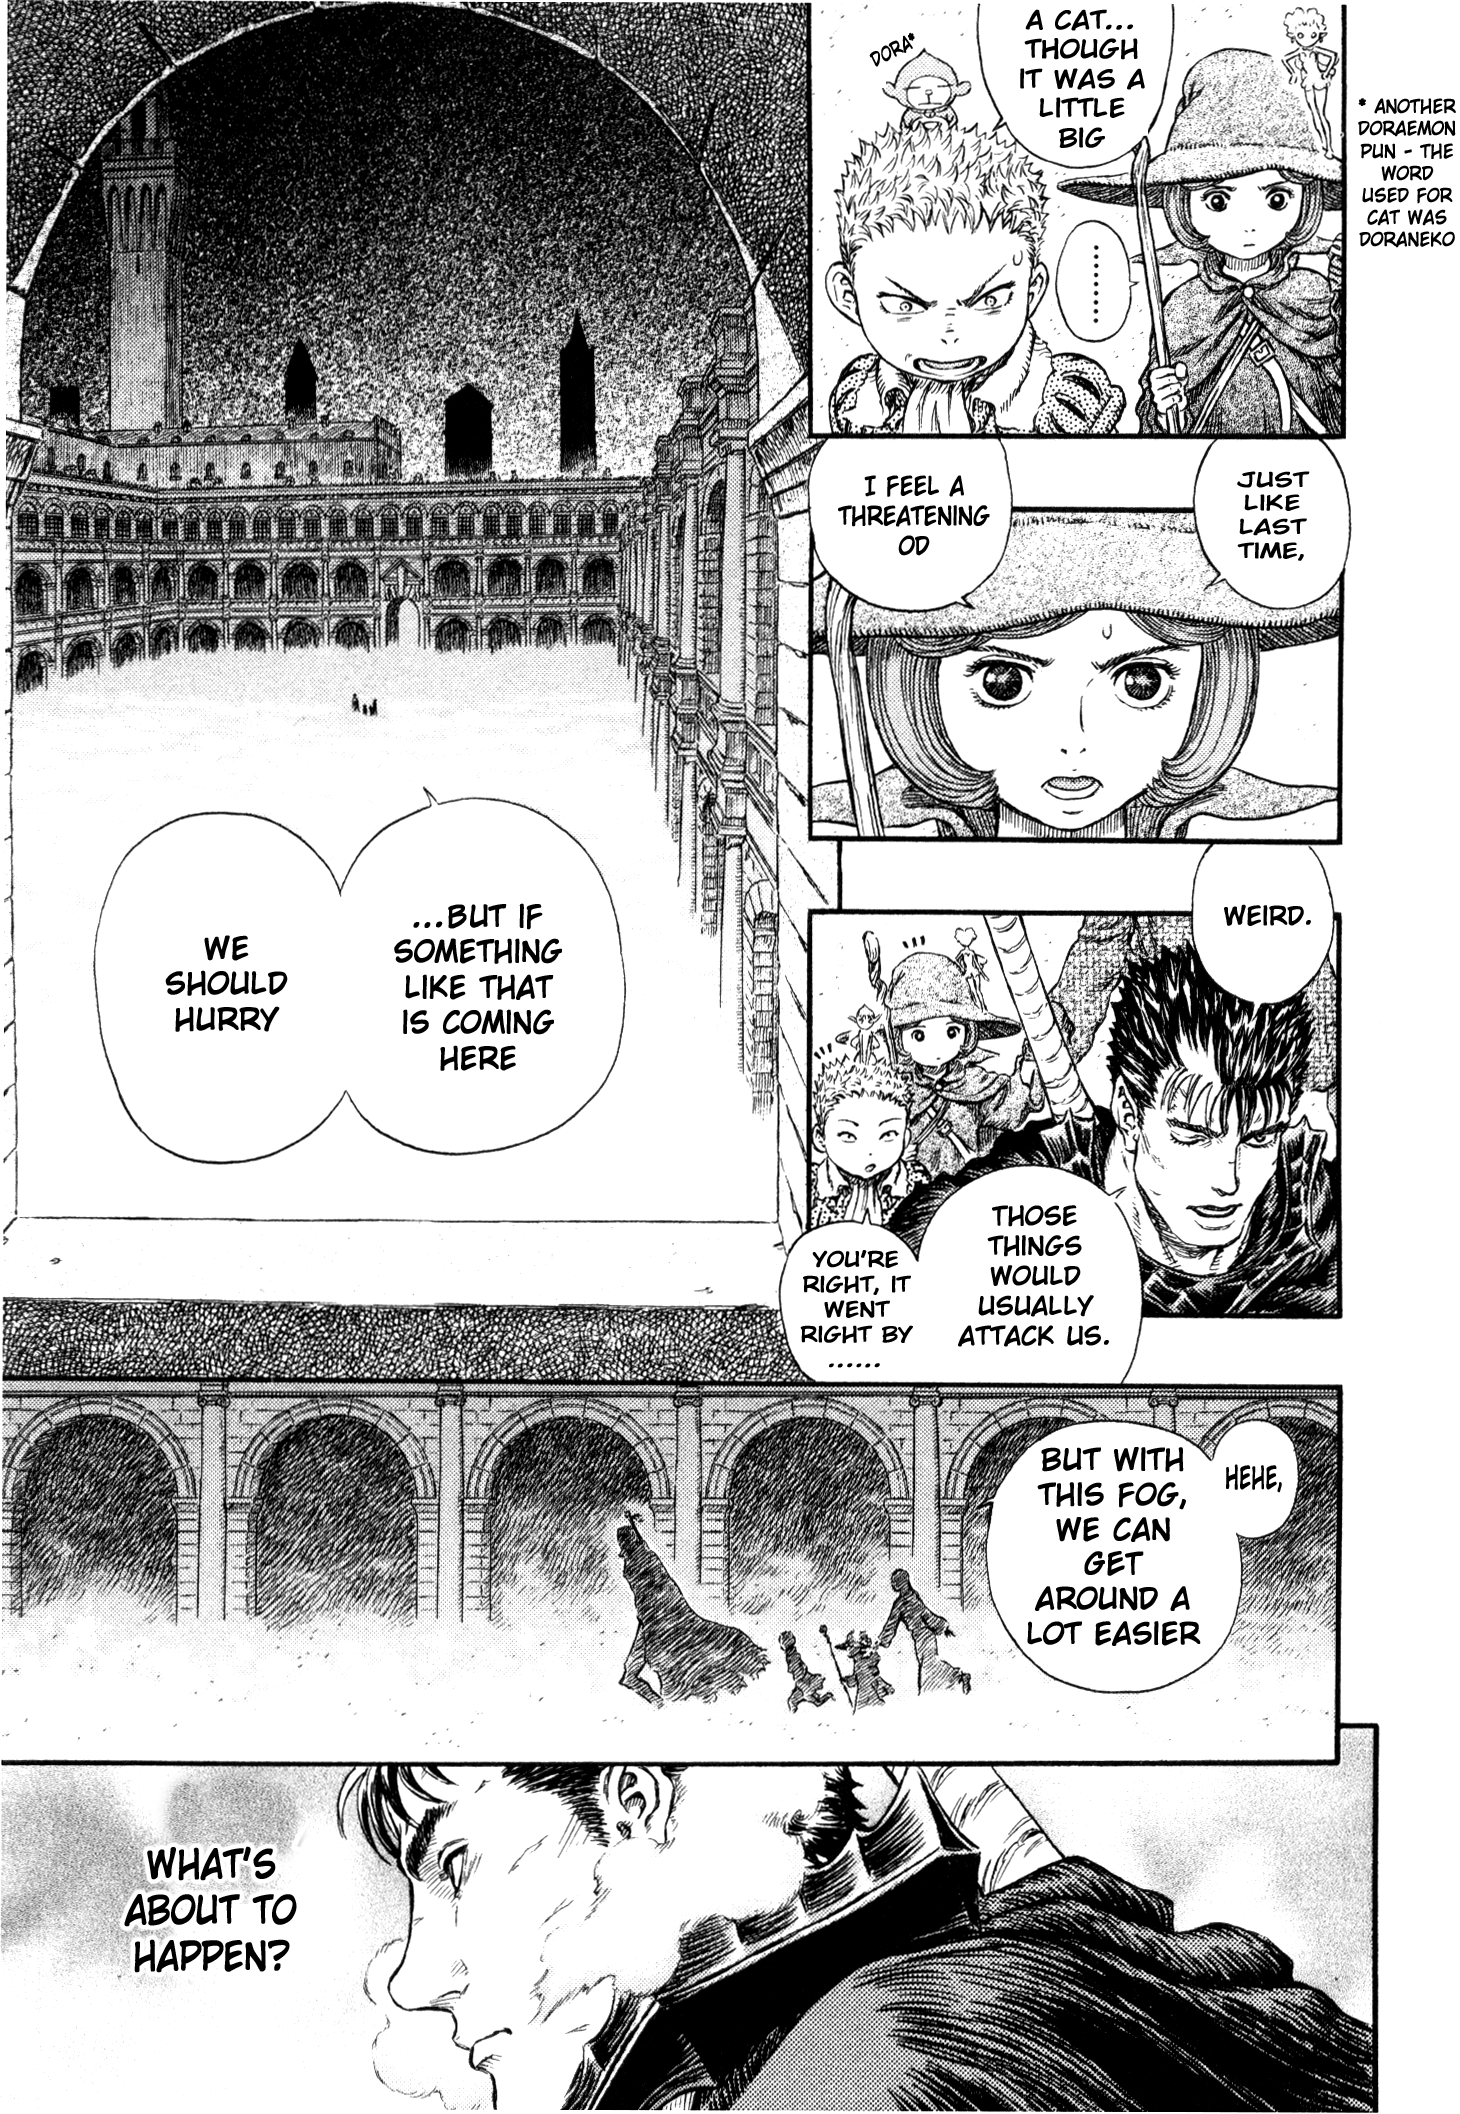 A CAT...
THOUGH
IT WAS A
LITTLE
BIG
DORA*
* ANOTHER
DORAEMON
PUN - THE
WORD
USED FOR
CAT WAS
DORANEKO
.........
JUST
LIKE
LAST
TIME,
I FEEL A
THREATENING
OD
WEIRD.
THOSE
THINGS
WOULD
USUALLY
ATTACK US.
YOU'RE
RIGHT, IT
WENT
RIGHT BY
......
...BUT IF
SOMETHING
LIKE THAT
IS COMING
HERE
WE
SHOULD
HURRY
HEHE,
BUT WITH
THIS FOG,
WE CAN
GET
AROUND A
LOT EASIER
WHAT'S
ABOUT TO
HAPPEN?